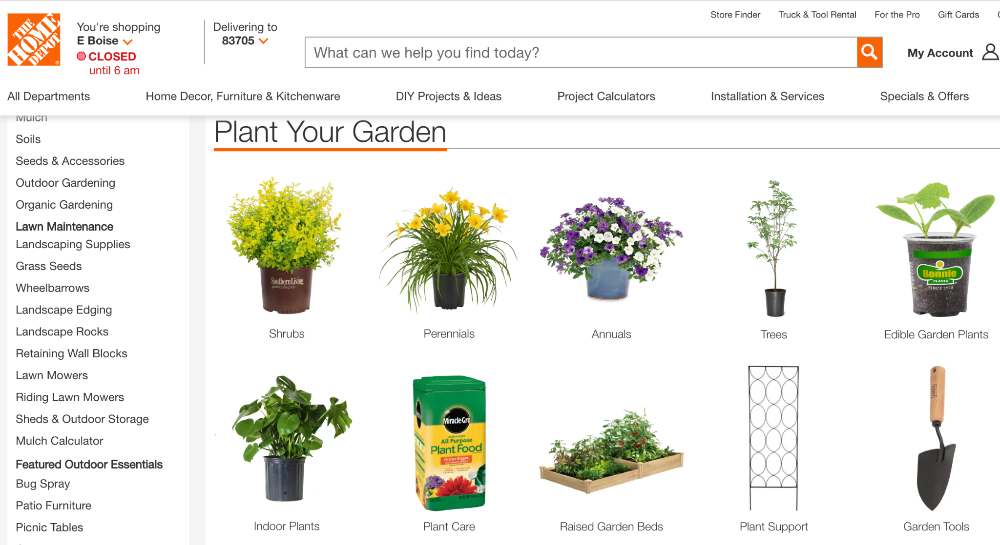 Store Finder
Truck & Tool Rental
For the Pro
Gift Cards
THE
HOME
DEPOT
®
You're shopping
E Boise
CLOSED
until 6 am
Delivering to
83705
What can we help you find today?
My Account
All Departments
Home Decor, Furniture & Kitchenware
DIY Projects & Ideas
Project Calculators
Installation & Services
Specials & Offers
Mulch
Soils
Seeds & Accessories
Outdoor Gardening
Organic Gardening
Lawn Maintenance
Landscaping Supplies
Grass Seeds
Wheelbarrows
Landscape Edging
Landscape Rocks
Retaining Wall Blocks
Lawn Mowers
Riding Lawn Mowers
Sheds & Outdoor Storage
Mulch Calculator
Featured Outdoor Essentials
Bug Spray
Patio Furniture
Picnic Tables
Plant Your Garden
Southern Living
plant collection
Shrubs
Perennials
Annuals
Trees
Bonnie
PLANTS
SINCE 1918
Edible Garden Plants
Indoor Plants
Miracle-Gro
WATER SOLUBLE
All Purpose
Plant Food
Grows Bigger,
Plant Care
Raised Garden Beds
Plant Support
AMES
Garden Tools